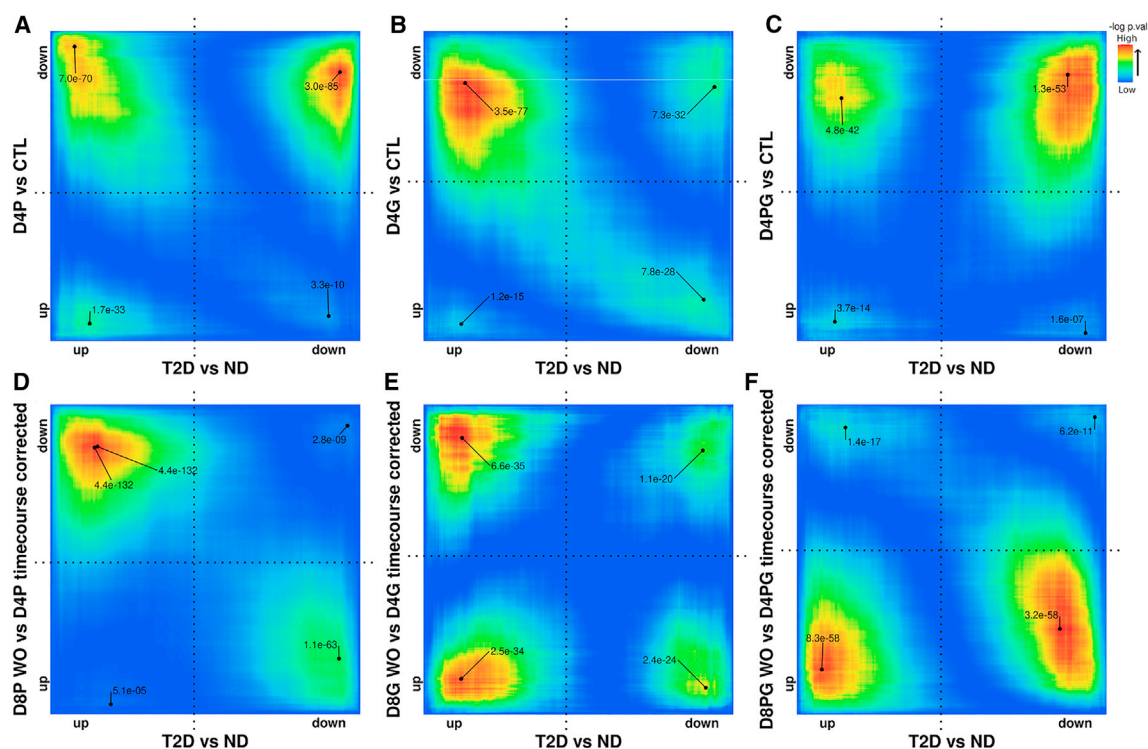 A
B
C
-log p.val
High
Low
down
7.0e-70
3.0e-85
D4P vs CTL
up
1.7e-33
3.3e-10
up
down
T2D vs ND
3.5e-77
7.3e-32
D4G vs CTL
1.2e-15
7.8e-28
up
down
T2D vs ND
down
4.8e-42
1.3e-53
D4PG vs CTL
up
3.7e-14
1.6e-07
up
down
T2D vs ND
D
E
F
down
4.4e-132
4.4e-132
2.8e-09
D8P WO vs D4P timecourse corrected
up
5.1e-05
1.1e-63
up
down
T2D vs ND
down
6.6e-35
1.1e-20
D8G WO vs D4G timecourse corrected
up
2.5e-34
2.4e-24
up
down
T2D vs ND
down
1.4e-17
6.2e-11
D8PG WO vs D4PG timecourse corrected
up
8.3e-58
3.2e-58
up
down
T2D vs ND